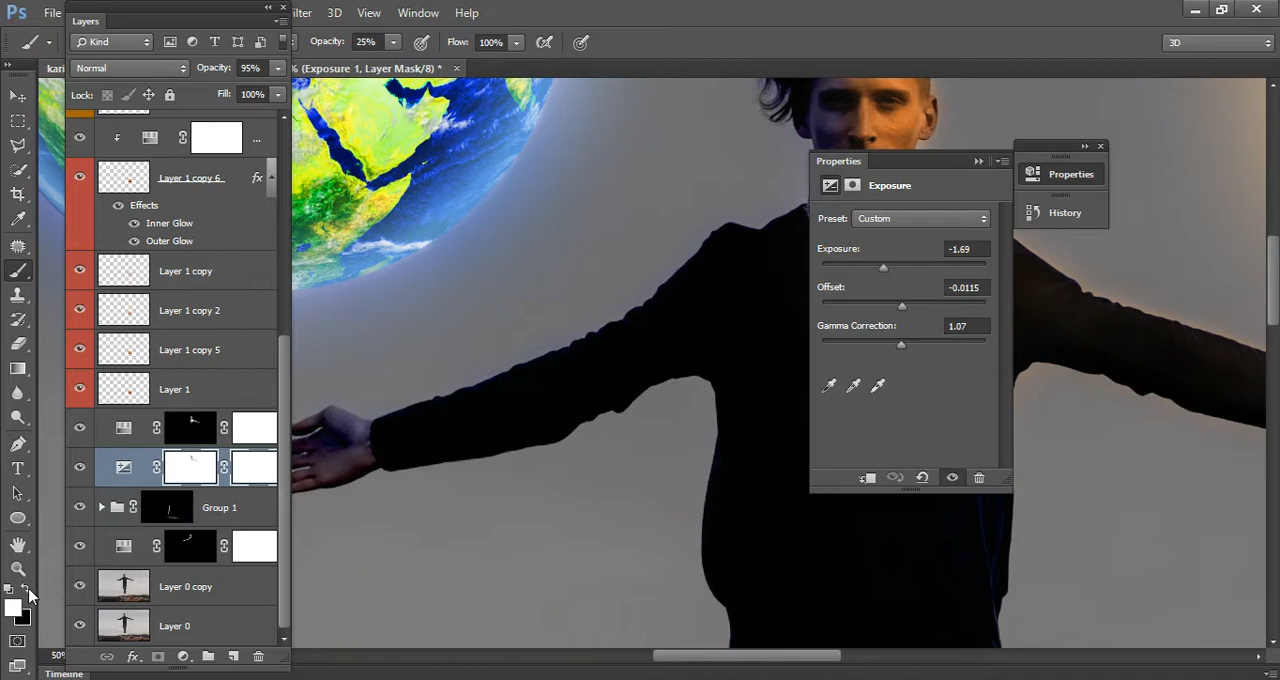 Ps File ilter 3D View Window Help
Layers
Kind
Opacity: 25% Flow: 100% 3D
Normal Opacity: 95%
kari % (Exposure 1, Layer Mask/8) * ×
Lock: Fill: 100%
...
Layer 1 copy 6 fx
Effects
Inner Glow
Outer Glow
Layer 1 copy
Layer 1 copy 2
Layer 1 copy 5
Layer 1
Group 1
Layer 0 copy
Layer 0
Properties
Exposure
Preset: Custom
Exposure: -1.69
Offset: -0.0115
Gamma Correction: 1.07
Properties
History
50%
fx
Timeline